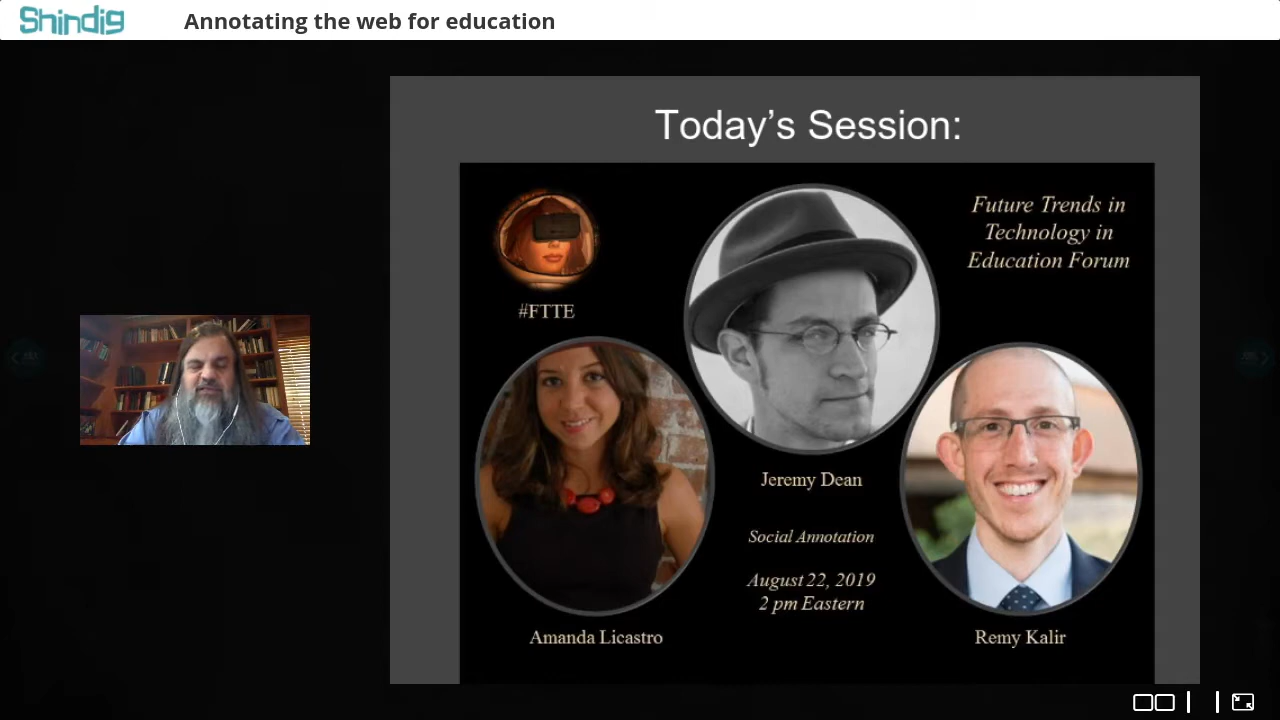 Shindig
Annotating the web for education
Today's Session:
Future Trends in
Technology in
Education Forum
#FTTE
Jeremy Dean
Social Annotation
August 22, 2019
2 pm Eastern
Amanda Licastro
Remy Kalir